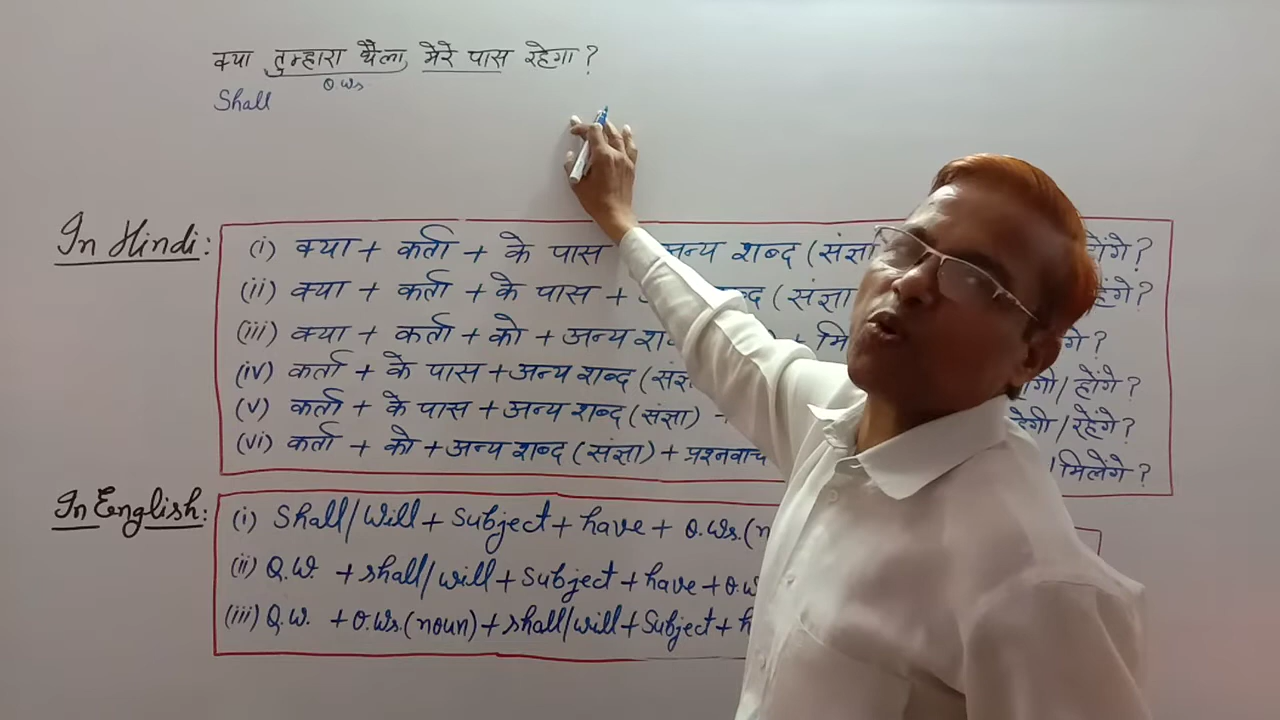 क्या तुम्हारा थैला मेरे पास रहेगा ?
O.Ws.
Shall
In Hindi:
(i) क्या + कर्ता + के पास अन्य शब्द (संज्ञा होंगे ?
(ii) क्या + कर्ता + के पास + शब्द (संज्ञा
(iii) क्या + कर्ता + को + अन्य + ?
(iv) कर्ता + के पास + अन्य शब्द ( / होंगे ?
(v) कर्ता + के पास + अन्य शब्द (संज्ञा) / रहेंगे ?
(vi) कर्ता + को + अन्य शब्द (संज्ञा) + / मिलेंगे ?
In English:
(i) Shall/Will + Subject + have + O.Ws.
(ii) Q.W. + shall/will + Subject + have +
(iii) Q.W. + O.Ws. (noun) + shall/will + Subject +